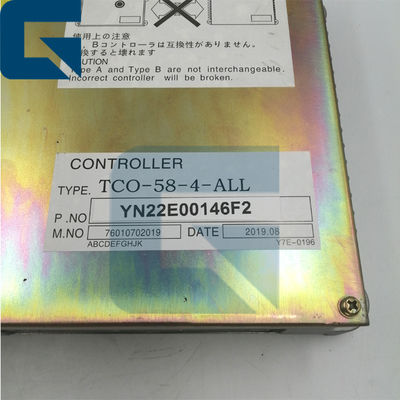 使用上の注意
, Bコントローラは互換性がありません。
換すると壊れます
CAUTION
Type A and Type B are not interchangeable.
Incorrect controller will be broken.
CONTROLLER
TYPE. TCO-58-4-ALL
P.NO YN22E00146F2
M.NO 76010702019 DATE 2019.08
ABCDEFGHJK Y7E-0196